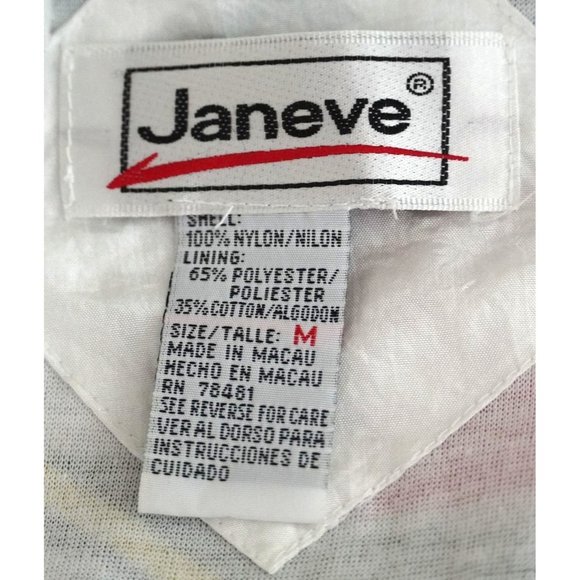 Janeve®
SHELL:
100% NYLON/NILON
LINING:
65% POLYESTER/
POLIESTER
35%COTTON/ALGODON
SIZE/TALLE: M
MADE IN MACAU
HECHO EN MACAU
RN 78481
SEE REVERSE FOR CARE
VER AL DORSO PARA
INSTRUCCIONES DE
CUIDADO